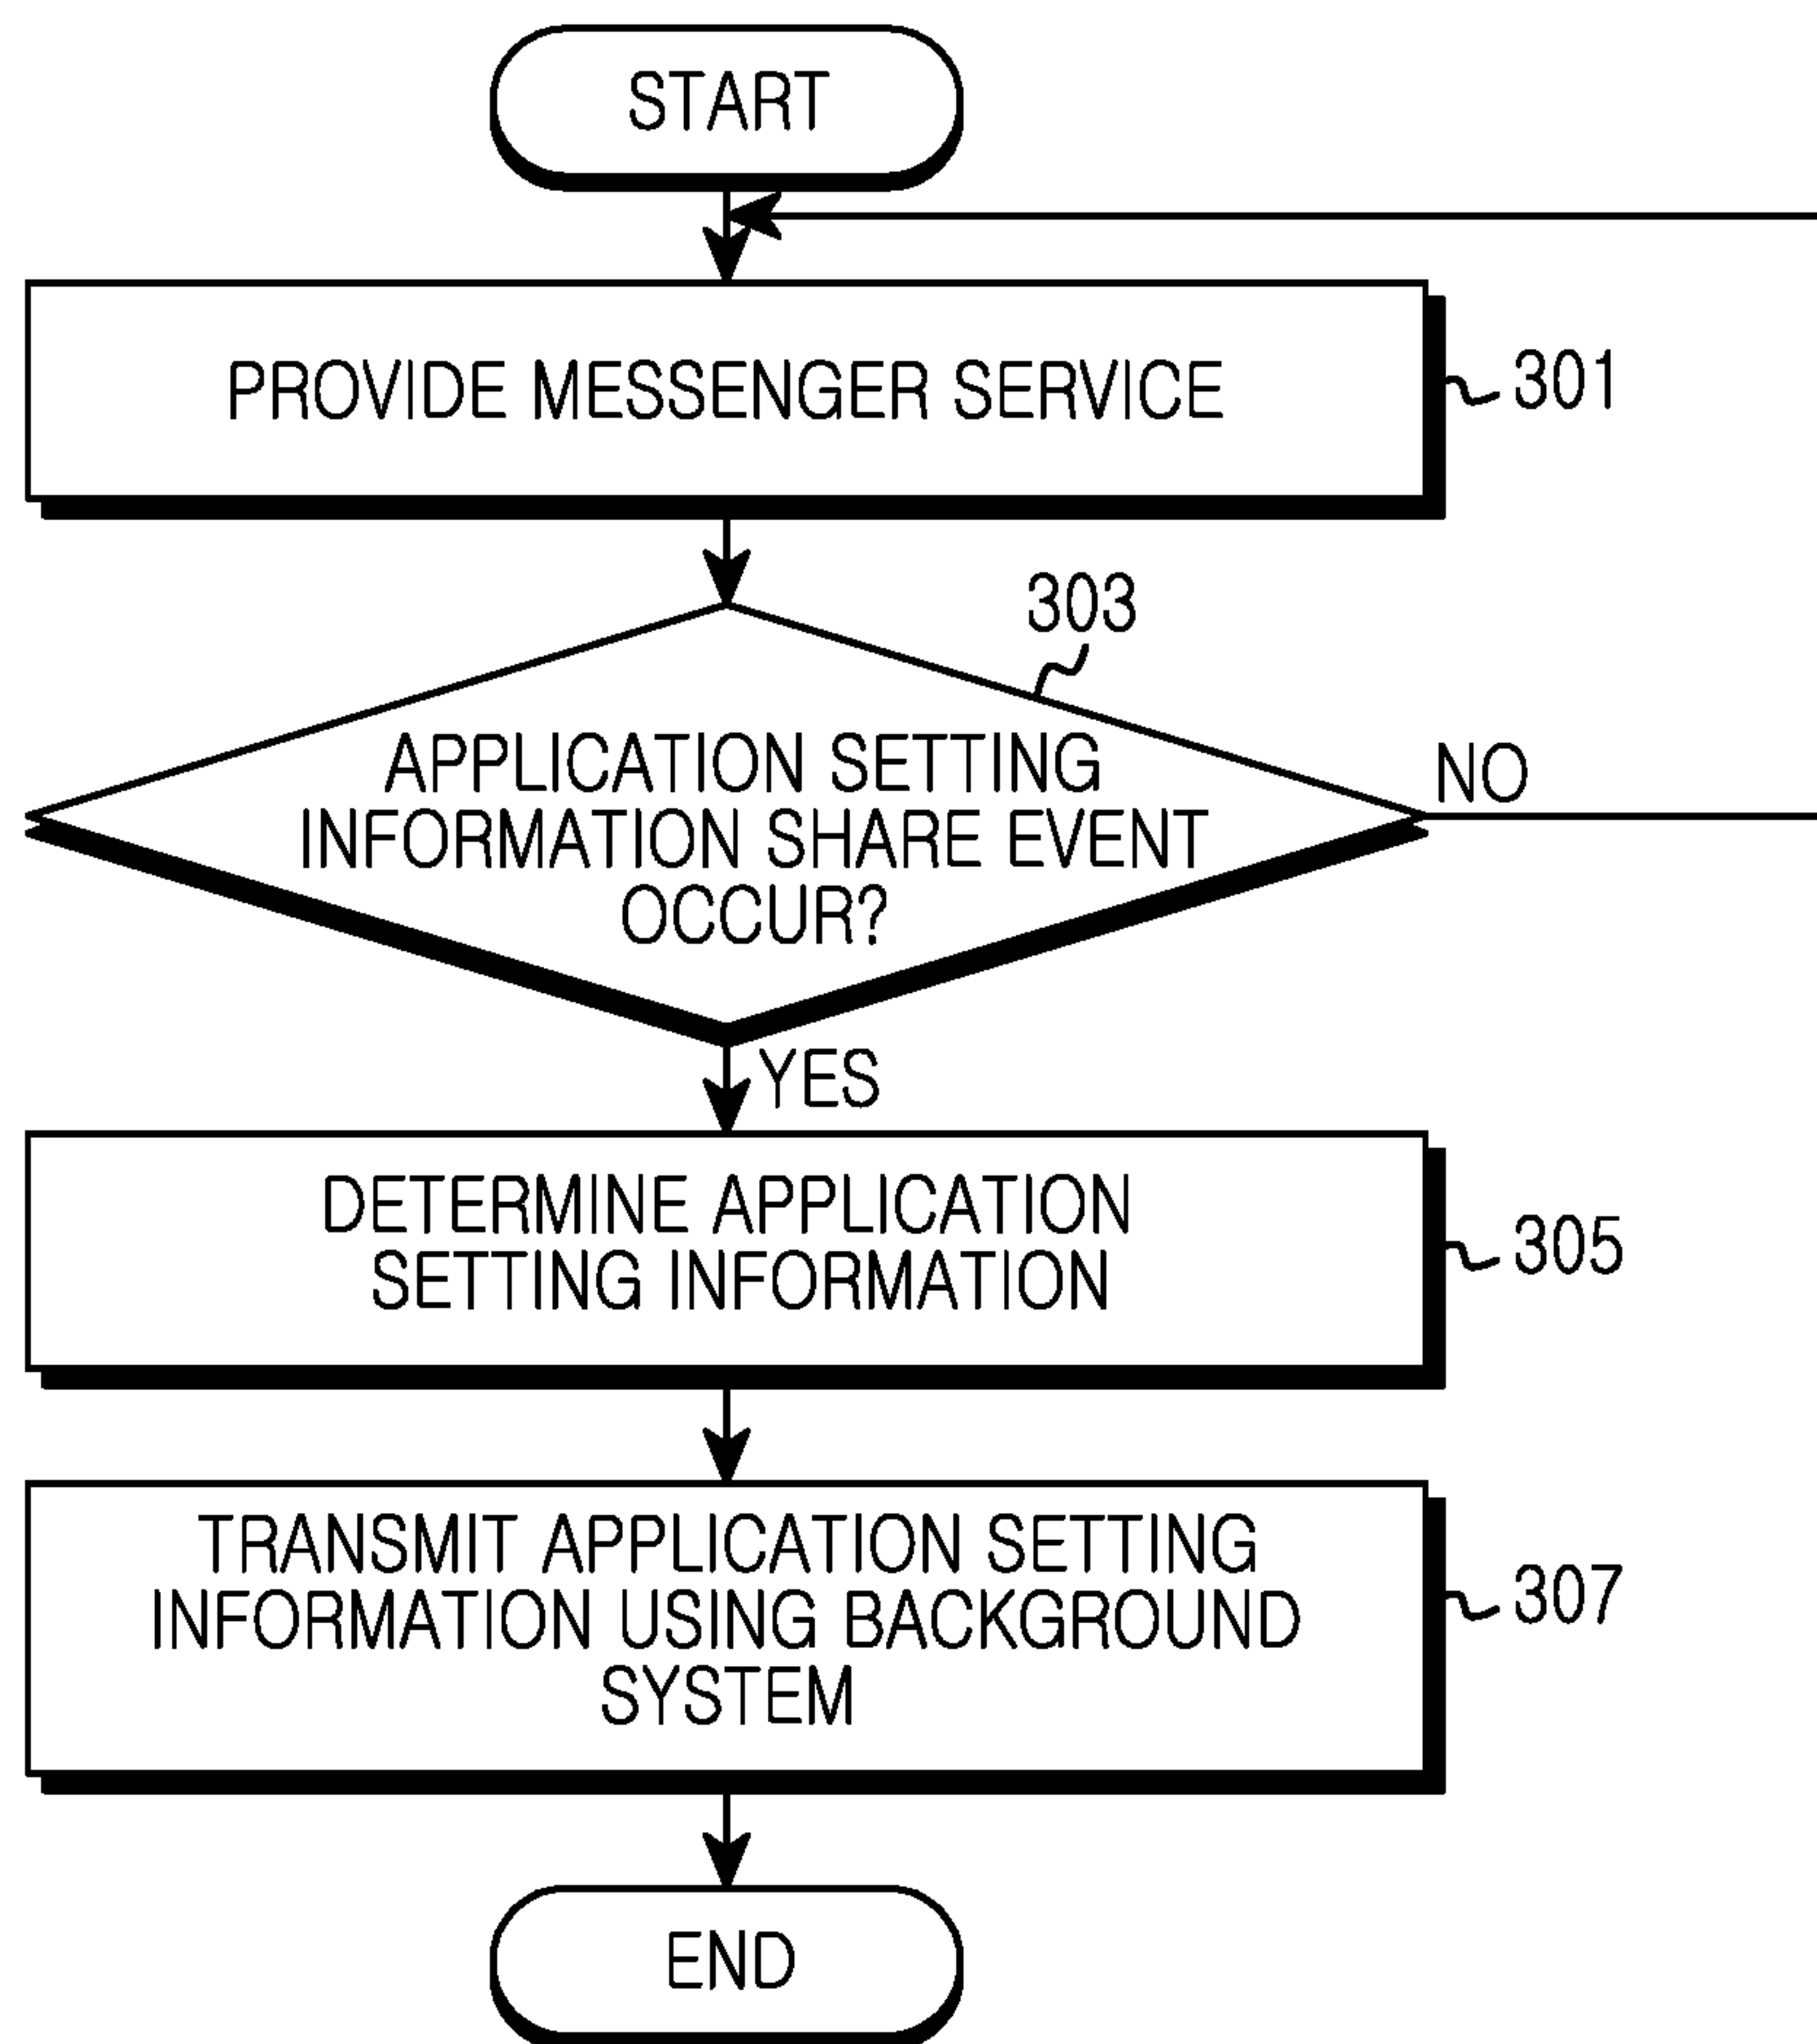 START
PROVIDE MESSENGER SERVICE
301
303
APPLICATION SETTING
INFORMATION SHARE EVENT
OCCUR?
NO
YES
DETERMINE APPLICATION
SETTING INFORMATION
305
TRANSMIT APPLICATION SETTING
INFORMATION USING BACKGROUND
SYSTEM
307
END